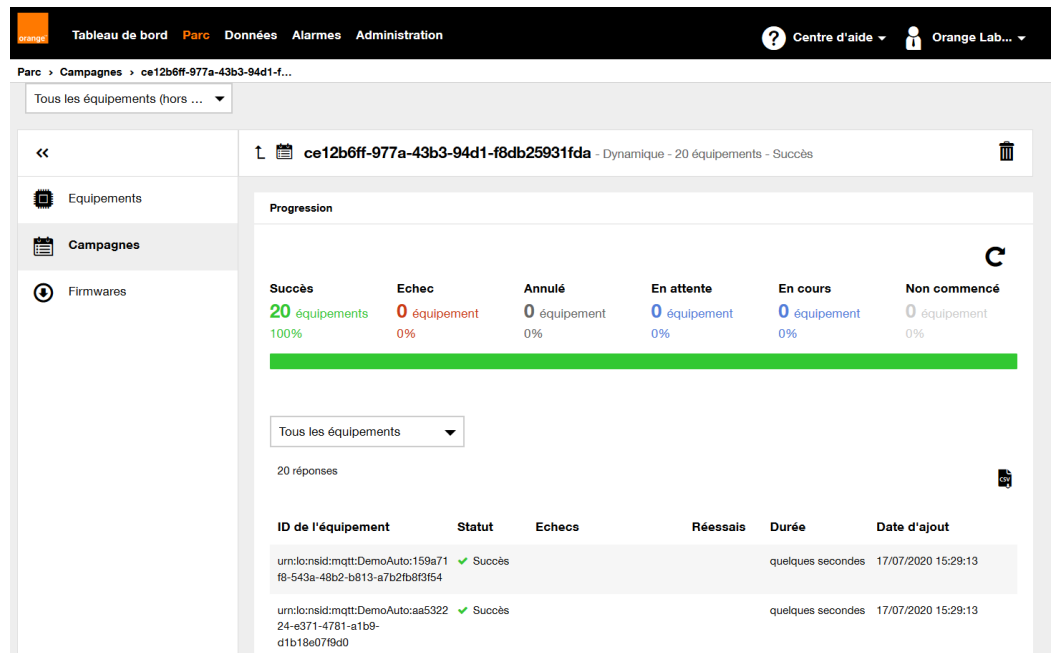 orange
Tableau de bord Parc Données Alarmes Administration
? Centre d'aide
Orange Lab...
Parc › Campagnes › ce12b6ff-977a-43b3-94d1-f...
Tous les équipements (hors ...
ce12b6ff-977a-43b3-94d1-f8db25931fda - Dynamique - 20 équipements - Succès
Equipements
Campagnes
Firmwares
Progression
Succès Echec Annulé En attente En cours Non commencé
20 équipements 0 équipement 0 équipement 0 équipement 0 équipement 0 équipement
100% 0% 0% 0% 0% 0%
Tous les équipements
20 réponses
CSV
ID de l'équipement Statut Echecs Réessais Durée Date d'ajout
urn:lo:nsid:mqtt:DemoAuto:159a71 Succès quelques secondes 17/07/2020 15:29:13
f8-543a-48b2-b813-a7b2fb8f3f54
urn:lo:nsid:mqtt:DemoAuto:aa5322 Succès quelques secondes 17/07/2020 15:29:13
24-e371-4781-a1b9-
d1b18e07f9d0